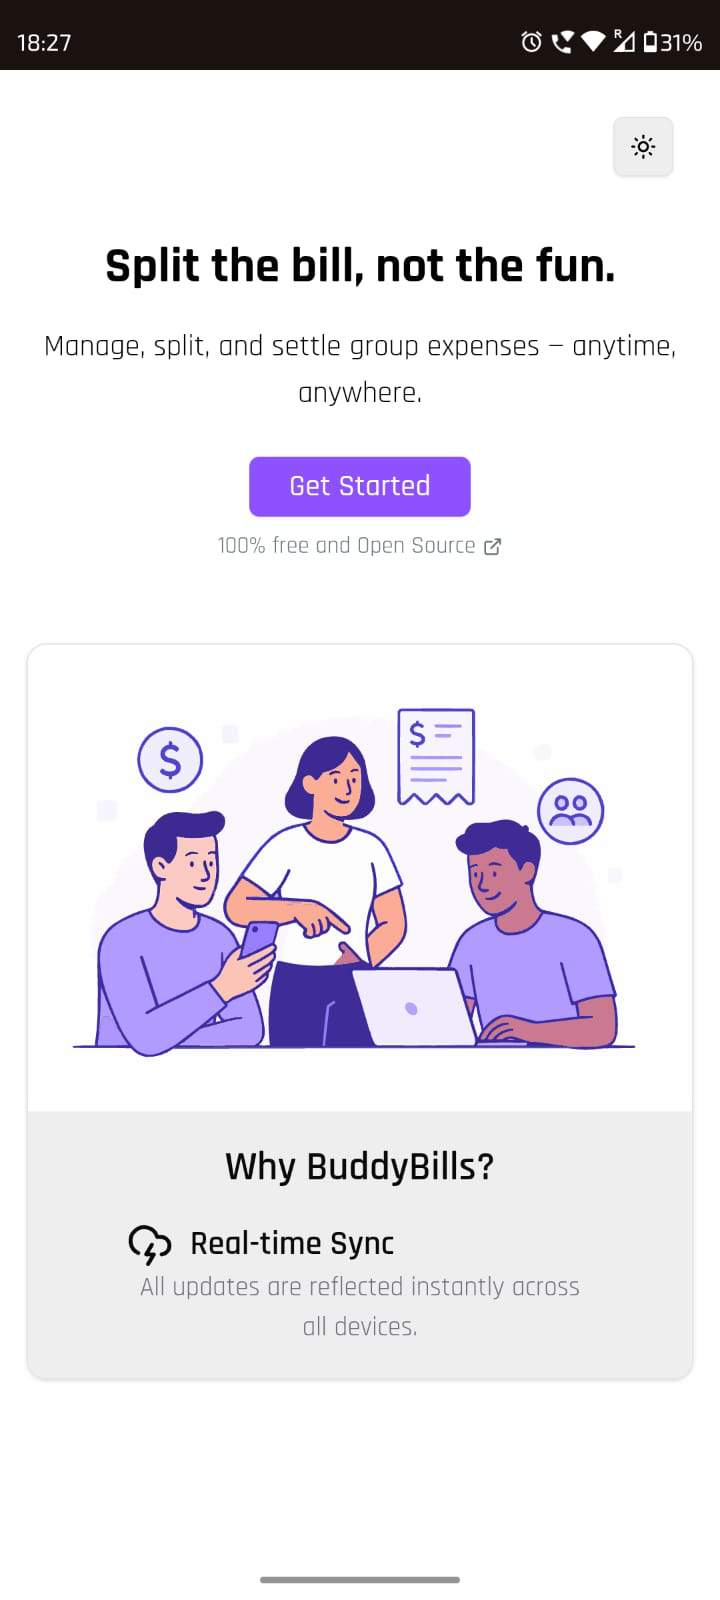 18:27
R
31%
Split the bill, not the fun.
Manage, split, and settle group expenses – anytime,
anywhere.
Get Started
100% free and Open Source
$
$
Why BuddyBills?
Real-time Sync
All updates are reflected instantly across
all devices.